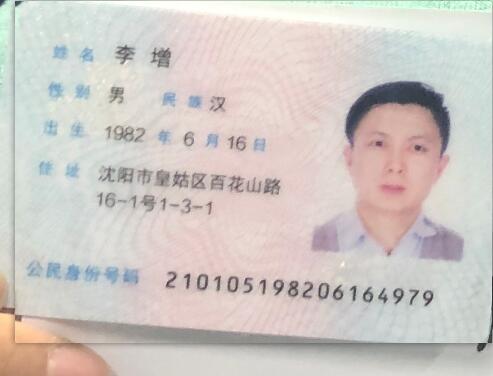 姓名 李增
性别 男 民族 汉
出生 1982 年 6 月 16 日
住址 沈阳市皇姑区百花山路
16-1号1-3-1
公民身份号码 210105198206164979